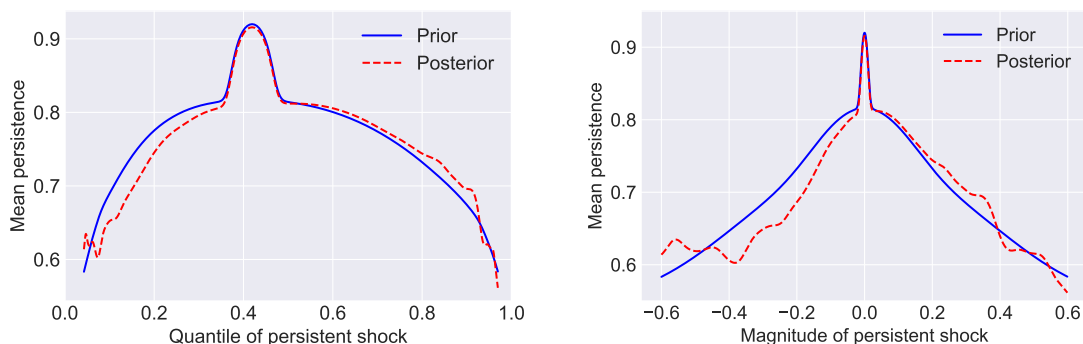 Mean persistence
0.9
0.8
0.7
0.6
Prior
Posterior
0.0 0.2 0.4 0.6 0.8 1.0
Quantile of persistent shock
Mean persistence
0.9
0.8
0.7
0.6
Prior
Posterior
−0.6 −0.4 −0.2 0.0 0.2 0.4 0.6
Magnitude of persistent shock